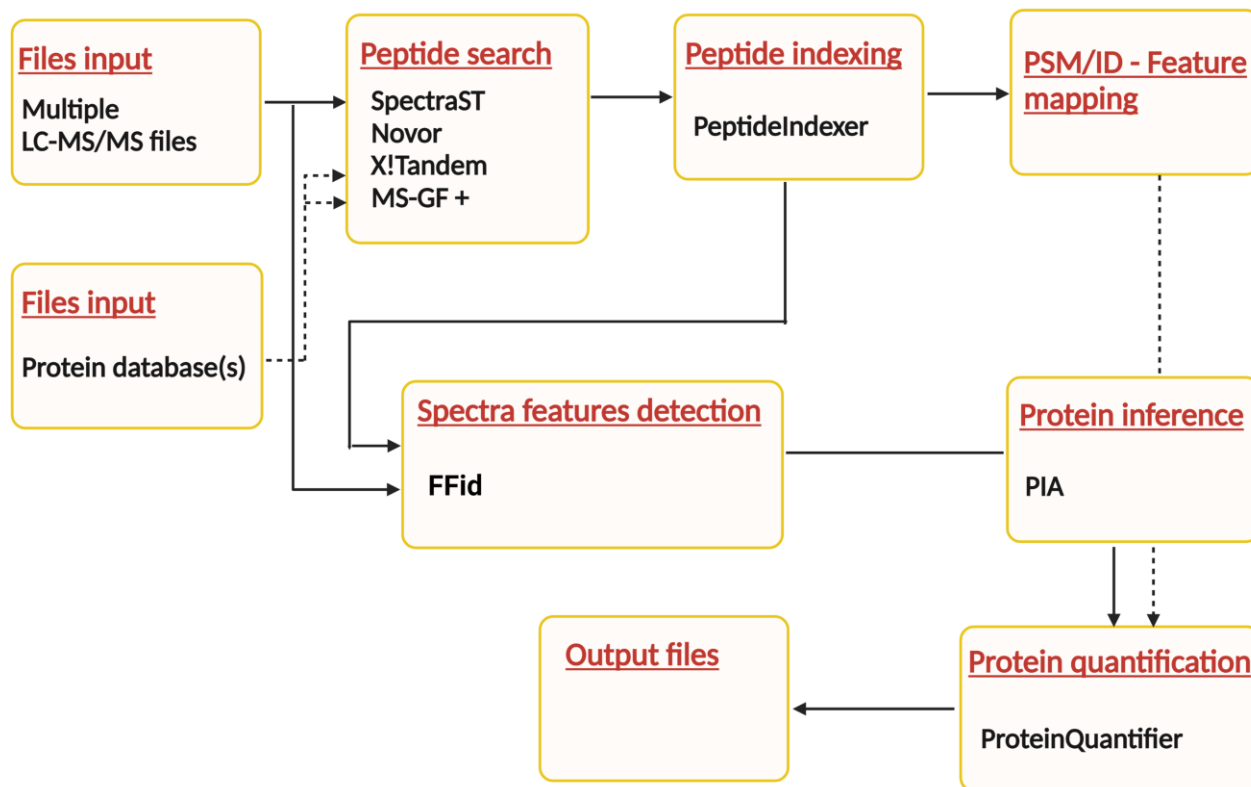 Files input
Multiple
LC-MS/MS files
Peptide search
SpectraST
Novor
X!Tandem
MS-GF +
Peptide indexing
PeptideIndexer
PSM/ID - Feature
mapping
Files input
Protein database(s)
Spectra features detection
FFid
Protein inference
PIA
Output files
Protein quantification
ProteinQuantifier